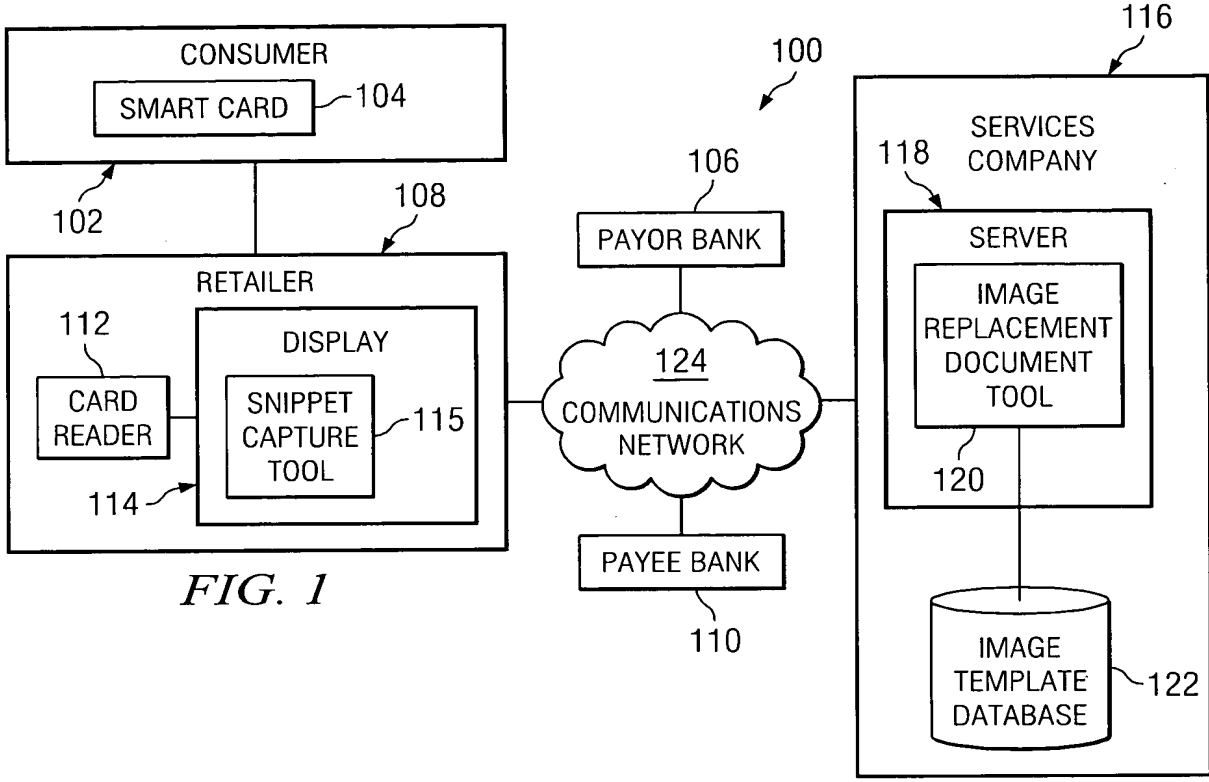 CONSUMER
SMART CARD
104
102
108
RETAILER
112
CARD
READER
DISPLAY
SNIPPET
CAPTURE
TOOL
115
114
FIG. 1
100
106
PAYOR BANK
124
COMMUNICATIONS
NETWORK
PAYEE BANK
110
116
SERVICES
COMPANY
118
SERVER
IMAGE
REPLACEMENT
DOCUMENT
TOOL
120
IMAGE
TEMPLATE
DATABASE
122